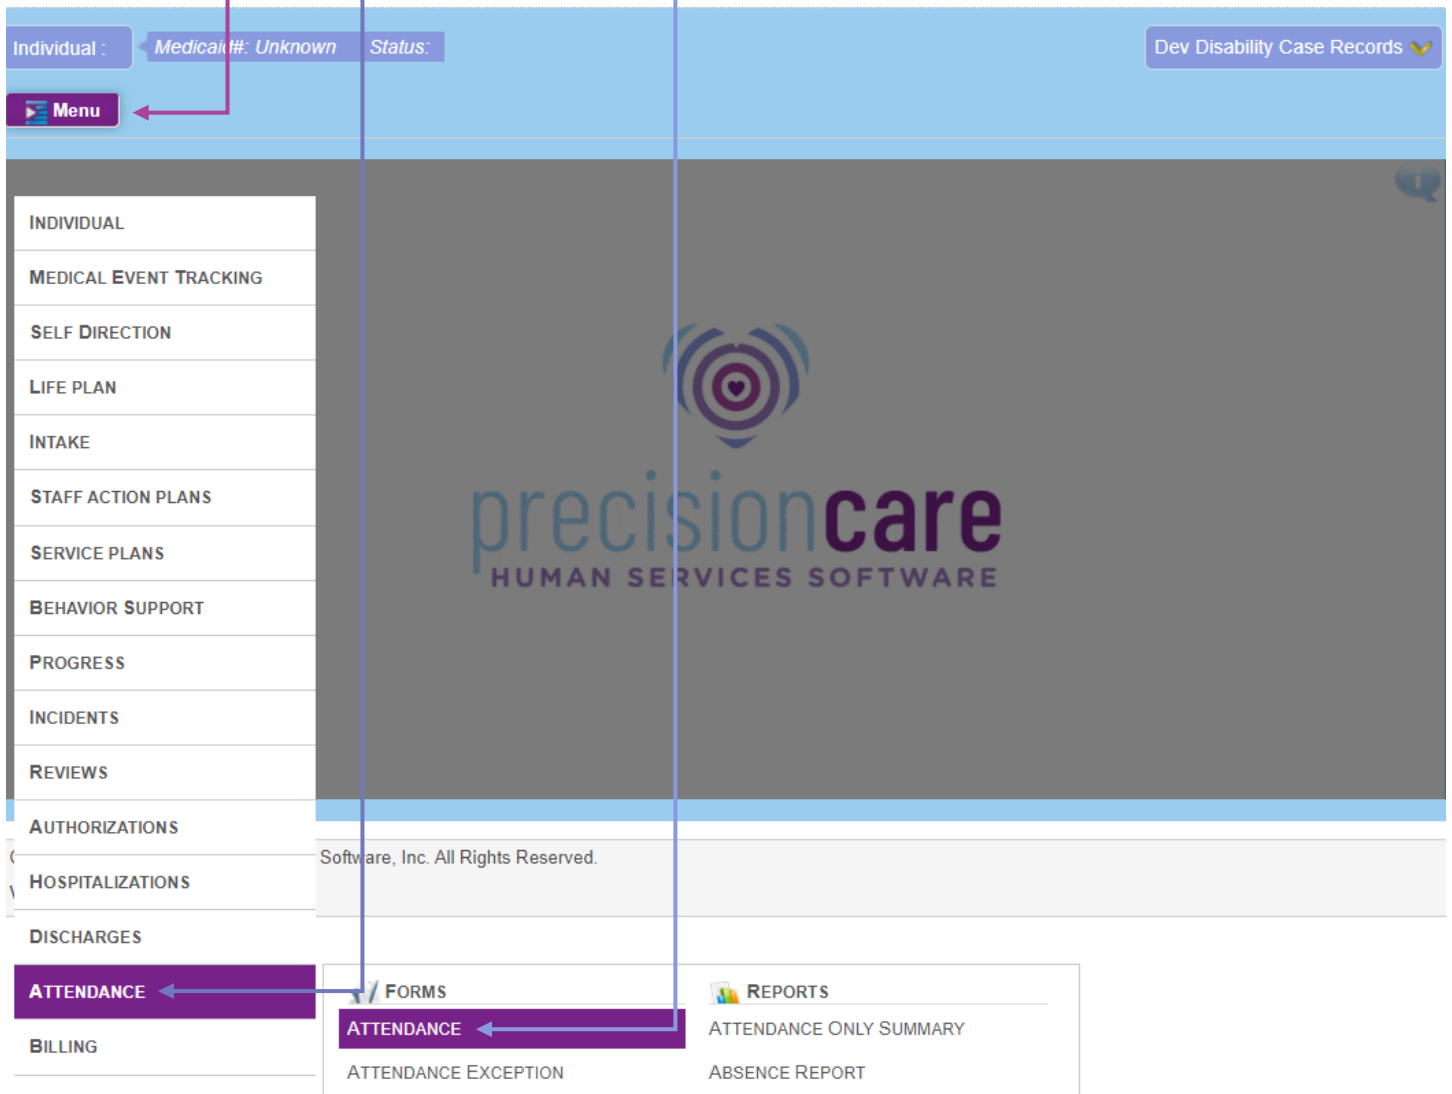 Individual :
Medicaid#: Unknown Status:
Dev Disability Case Records
Menu
INDIVIDUAL
MEDICAL EVENT TRACKING
SELF DIRECTION
LIFE PLAN
INTAKE
STAFF ACTION PLANS
SERVICE PLANS
BEHAVIOR SUPPORT
PROGRESS
INCIDENTS
REVIEWS
AUTHORIZATIONS
HOSPITALIZATIONS
DISCHARGES
ATTENDANCE
BILLING
precisioncare
HUMAN SERVICES SOFTWARE
Software, Inc. All Rights Reserved.
FORMS
ATTENDANCE
ATTENDANCE EXCEPTION
REPORTS
ATTENDANCE ONLY SUMMARY
ABSENCE REPORT